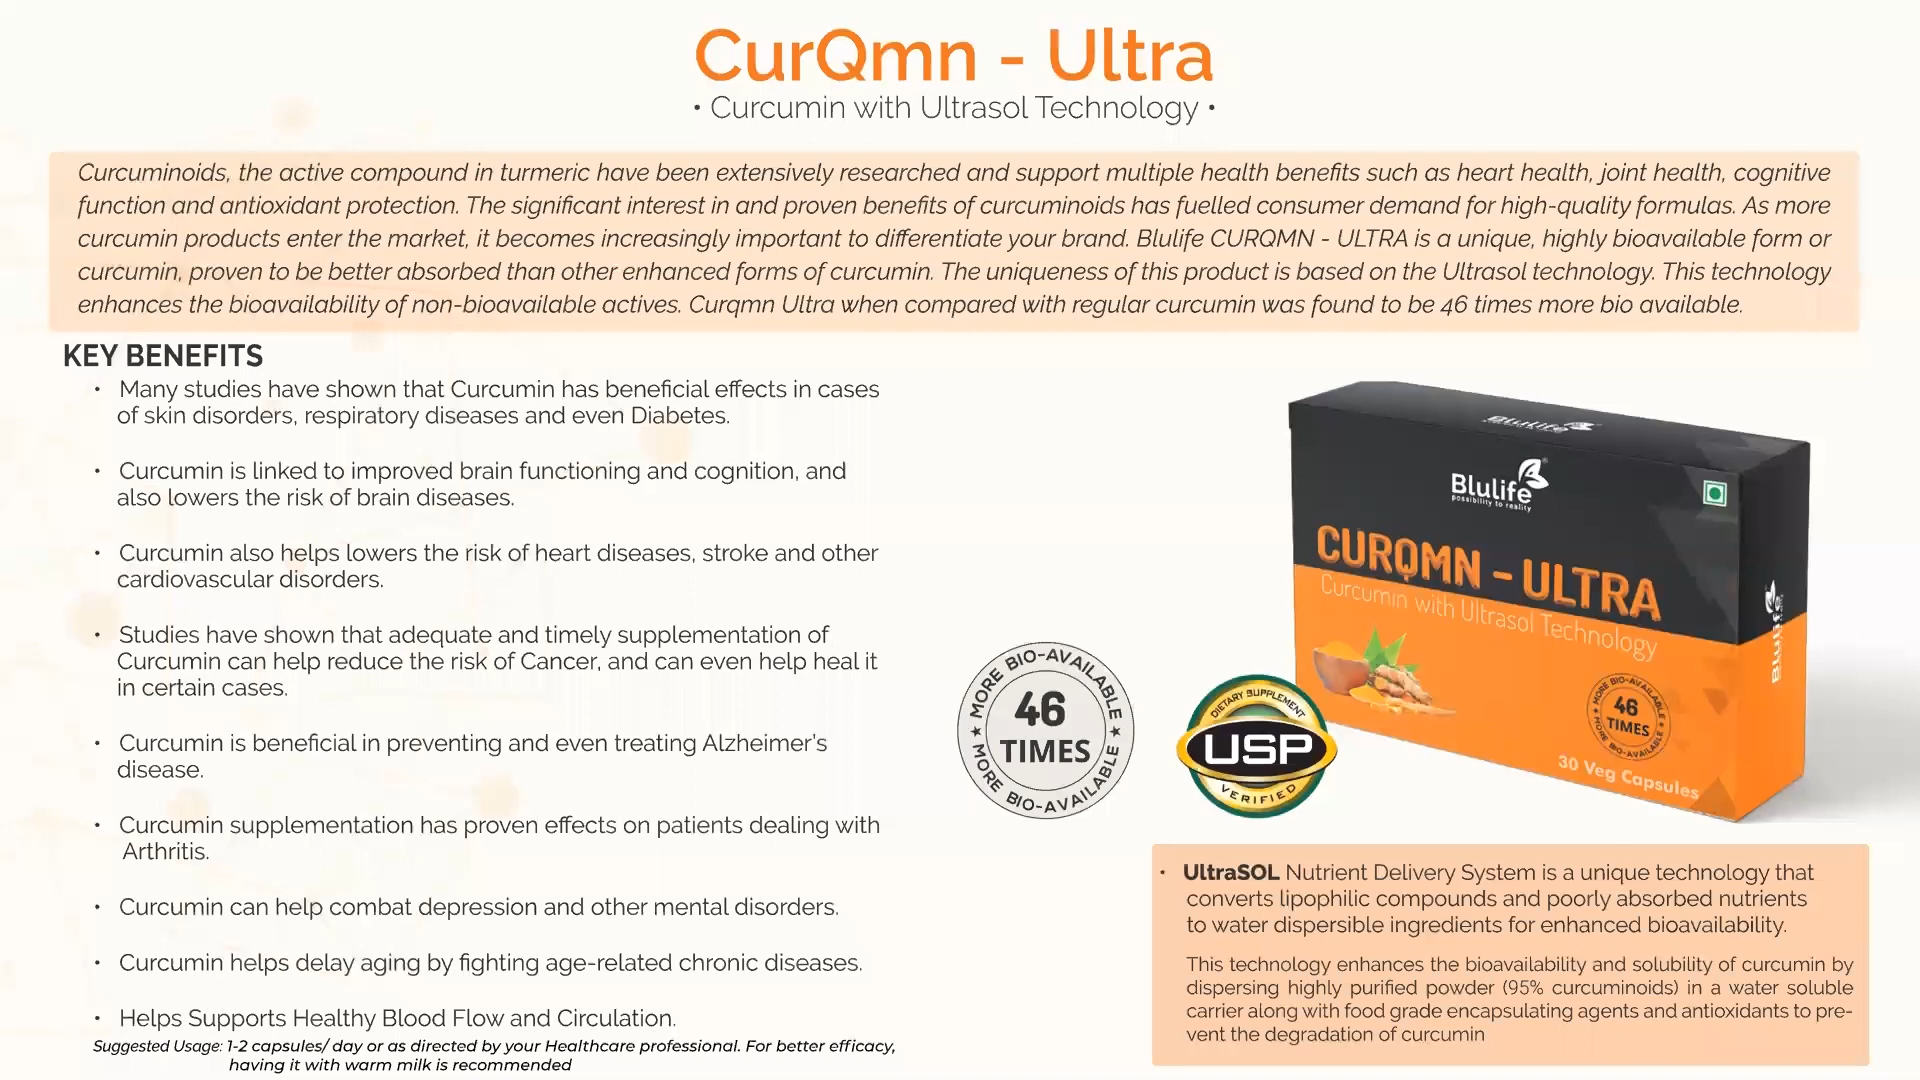 CurQmn - Ultra
• Curcumin with Ultrasol Technology •
Curcuminoids, the active compound in turmeric have been extensively researched and support multiple health benefits such as heart health, joint health, cognitive
function and antioxidant protection. The significant interest in and proven benefits of curcuminoids has fuelled consumer demand for high-quality formulas. As more
curcumin products enter the market, it becomes increasingly important to differentiate your brand. Blulife CURQMN - ULTRA is a unique, highly bioavailable form or
curcumin, proven to be better absorbed than other enhanced forms of curcumin. The uniqueness of this product is based on the Ultrasol technology. This technology
enhances the bioavailability of non-bioavailable actives. Curqmn Ultra when compared with regular curcumin was found to be 46 times more bio available.
KEY BENEFITS
• Many studies have shown that Curcumin has beneficial effects in cases
of skin disorders, respiratory diseases and even Diabetes.
• Curcumin is linked to improved brain functioning and cognition, and
also lowers the risk of brain diseases.
• Curcumin also helps lowers the risk of heart diseases, stroke and other
cardiovascular disorders.
• Studies have shown that adequate and timely supplementation of
Curcumin can help reduce the risk of Cancer, and can even help heal it
in certain cases.
• Curcumin is beneficial in preventing and even treating Alzheimer's
disease.
• Curcumin supplementation has proven effects on patients dealing with
Arthritis.
• Curcumin can help combat depression and other mental disorders.
• Curcumin helps delay aging by fighting age-related chronic diseases.
• Helps Supports Healthy Blood Flow and Circulation.
Suggested Usage: 1-2 capsules/ day or as directed by your Healthcare professional. For better efficacy,
having it with warm milk is recommended
MORE BIO-AVAILABLE
46
TIMES
MORE BIO-AVAILABLE
DIETARY SUPPLEMENT
USP
VERIFIED
Blulife
Blulife
possibility to reality
CURQMN - ULTRA
Curcumin with Ultrasol Technology
MORE BIO-AVAILABLE
46
TIMES
MORE BIO-AVAILABLE
30 Veg Capsules
Blulife
• UltraSOL Nutrient Delivery System is a unique technology that
converts lipophilic compounds and poorly absorbed nutrients
to water dispersible ingredients for enhanced bioavailability.
This technology enhances the bioavailability and solubility of curcumin by
dispersing highly purified powder (95% curcuminoids) in a water soluble
carrier along with food grade encapsulating agents and antioxidants to pre-
vent the degradation of curcumin